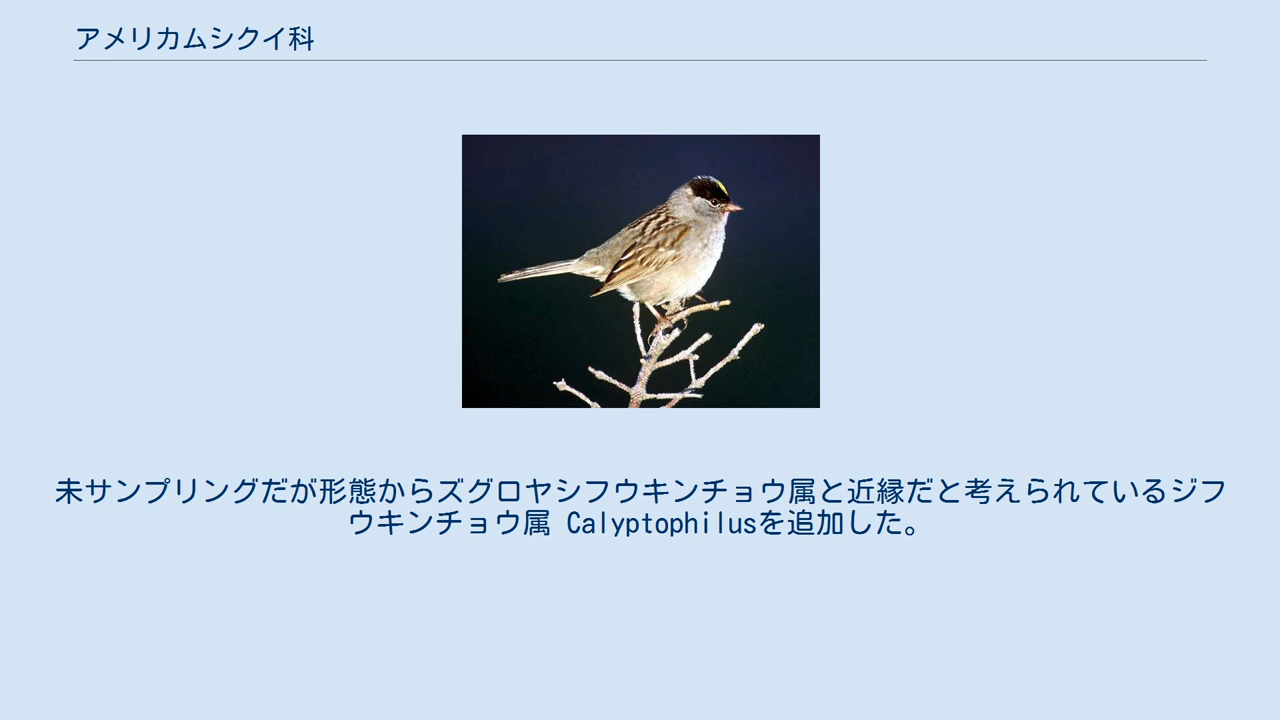 アメリカムシクイ科
未サンプリングだが形態からズグロヤシフウキンチョウ属と近縁だと考えられているジフ
ウキンチョウ属 Calyptophilusを追加した。